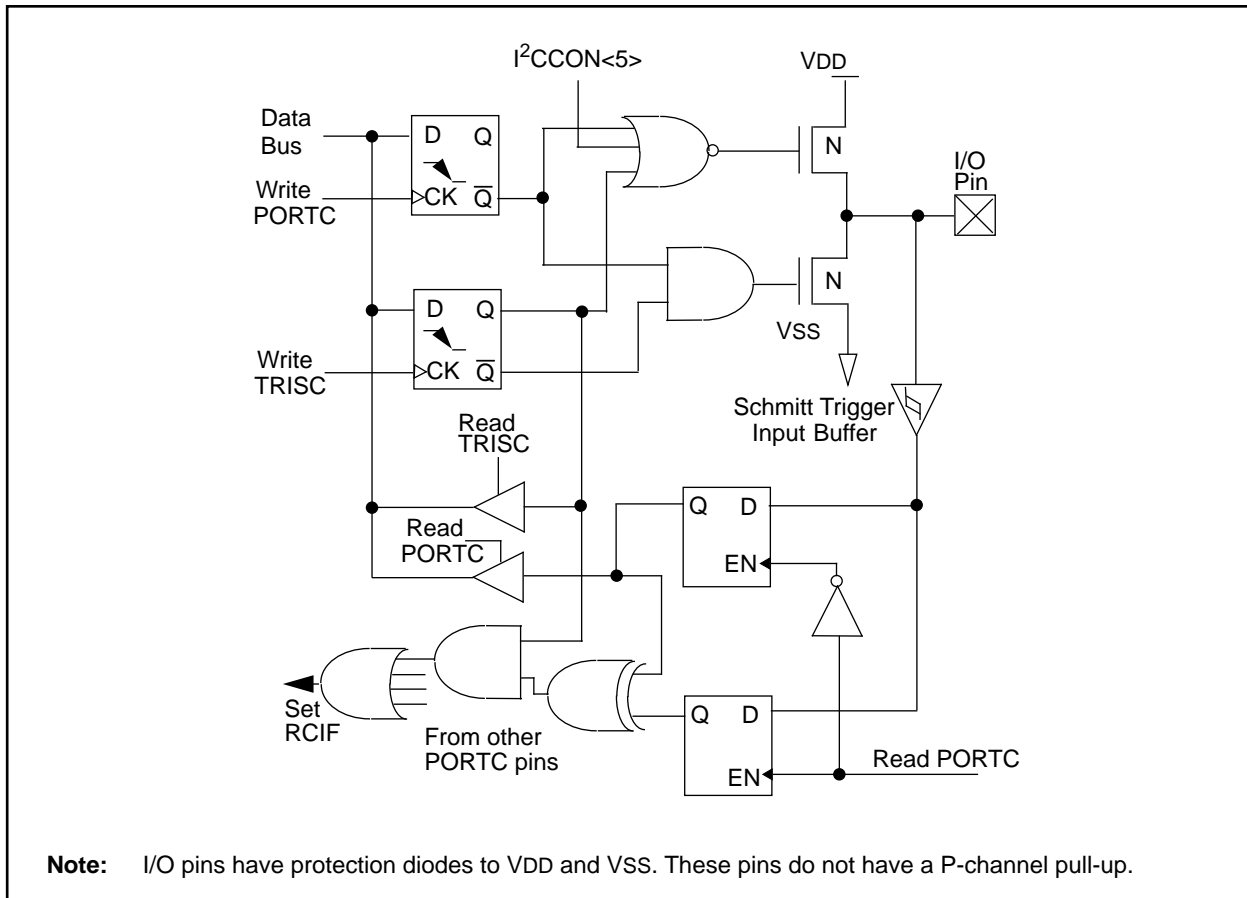 I²CCON<5>
VDD
Data
Bus
D Q
CK Q̅
Write
PORTC
N
I/O
Pin
D Q
CK Q̅
Write
TRISC
N
VSS
Schmitt Trigger
Input Buffer
Read
TRISC
Q D
EN
Read
PORTC
Set
RCIF
From other
PORTC pins
Q D
EN
Read PORTC
Note: I/O pins have protection diodes to VDD and VSS. These pins do not have a P-channel pull-up.